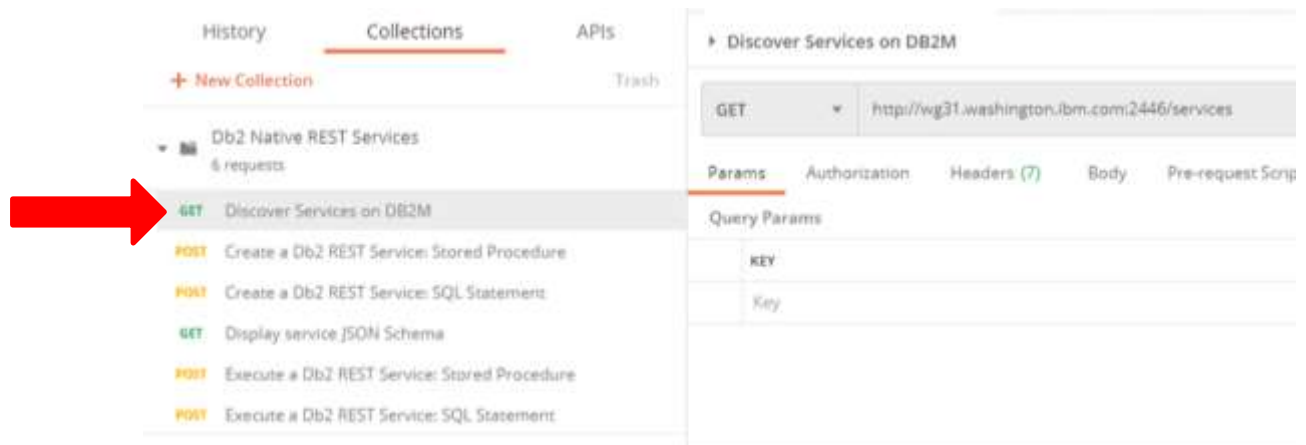 History Collections APIs
+ New Collection Trash
Db2 Native REST Services
6 requests
GET Discover Services on DB2M
POST Create a Db2 REST Service: Stored Procedure
POST Create a Db2 REST Service: SQL Statement
GET Display service JSON Schema
POST Execute a Db2 REST Service: Stored Procedure
POST Execute a Db2 REST Service: SQL Statement
Discover Services on DB2M
GET http://wg31.washington.ibm.com:2446/services
Params Authorization Headers (7) Body Pre-request Scrip
Query Params
KEY
Key